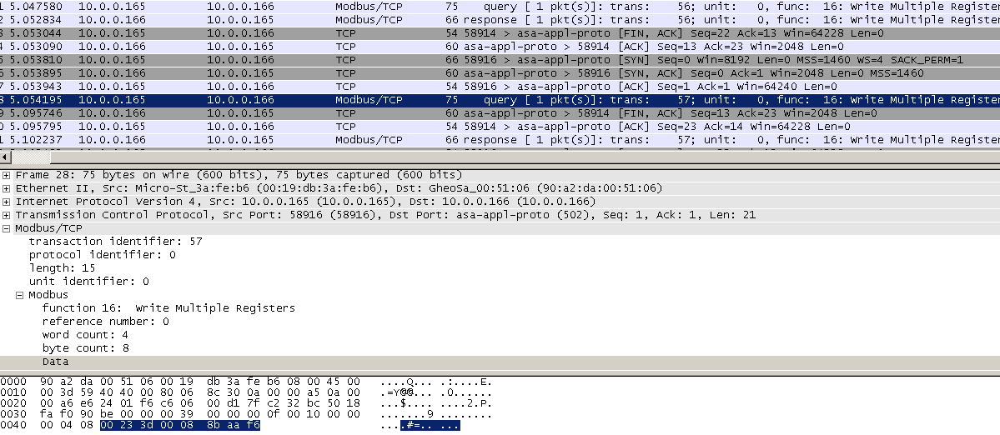 1 5.047580 10.0.0.165 10.0.0.166 Modbus/TCP 75 query [ 1 pkt(s)]: trans: 56; unit: 0, func: 16: Write Multiple Register
2 5.052834 10.0.0.166 10.0.0.165 Modbus/TCP 66 response [ 1 pkt(s)]: trans: 56; unit: 0, func: 16: Write Multiple Register
3 5.053044 10.0.0.165 10.0.0.166 TCP 54 58914 > asa-appl-proto [FIN, ACK] Seq=22 Ack=13 Win=64228 Len=0
4 5.053090 10.0.0.166 10.0.0.165 TCP 60 asa-appl-proto > 58914 [ACK] Seq=13 Ack=23 Win=2048 Len=0
5 5.053810 10.0.0.165 10.0.0.166 TCP 66 58916 > asa-appl-proto [SYN] Seq=0 Win=8192 Len=0 MSS=1460 WS=4 SACK_PERM=1
6 5.053895 10.0.0.166 10.0.0.165 TCP 60 asa-appl-proto > 58916 [SYN, ACK] Seq=0 Ack=1 Win=2048 Len=0 MSS=1460
7 5.053943 10.0.0.165 10.0.0.166 TCP 54 58916 > asa-appl-proto [ACK] Seq=1 Ack=1 Win=64240 Len=0
8 5.054195 10.0.0.165 10.0.0.166 Modbus/TCP 75 query [ 1 pkt(s)]: trans: 57; unit: 0, func: 16: Write Multiple Register
9 5.095746 10.0.0.166 10.0.0.165 TCP 60 asa-appl-proto > 58914 [FIN, ACK] Seq=13 Ack=23 Win=2048 Len=0
0 5.095795 10.0.0.165 10.0.0.166 TCP 54 58914 > asa-appl-proto [ACK] Seq=23 Ack=14 Win=64228 Len=0
1 5.102237 10.0.0.166 10.0.0.165 Modbus/TCP 66 response [ 1 pkt(s)]: trans: 57; unit: 0, func: 16: Write Multiple Register
Frame 28: 75 bytes on wire (600 bits), 75 bytes captured (600 bits)
Ethernet II, Src: Micro-St_3a:fe:b6 (00:19:db:3a:fe:b6), Dst: GheoSa_00:51:06 (90:a2:da:00:51:06)
Internet Protocol Version 4, Src: 10.0.0.165 (10.0.0.165), Dst: 10.0.0.166 (10.0.0.166)
Transmission Control Protocol, Src Port: 58916 (58916), Dst Port: asa-appl-proto (502), Seq: 1, Ack: 1, Len: 21
Modbus/TCP
transaction identifier: 57
protocol identifier: 0
length: 15
unit identifier: 0
Modbus
function 16: Write Multiple Registers
reference number: 0
word count: 4
byte count: 8
Data
0000 90 a2 da 00 51 06 00 19 db 3a fe b6 08 00 45 00 ....Q... .:....E.
0010 00 3d 59 40 40 00 80 06 8c 30 0a 00 00 a5 0a 00 .=Y@@... .0......
0020 00 a6 e6 24 01 f6 c6 06 00 d1 7f c2 32 bc 50 18 ...$.... ....2.P.
0030 fa f0 90 be 00 00 00 39 00 00 00 0f 00 10 00 00 .......9 ........
0040 00 04 08 00 23 3d 00 08 8b aa f6 ....#=.. ...